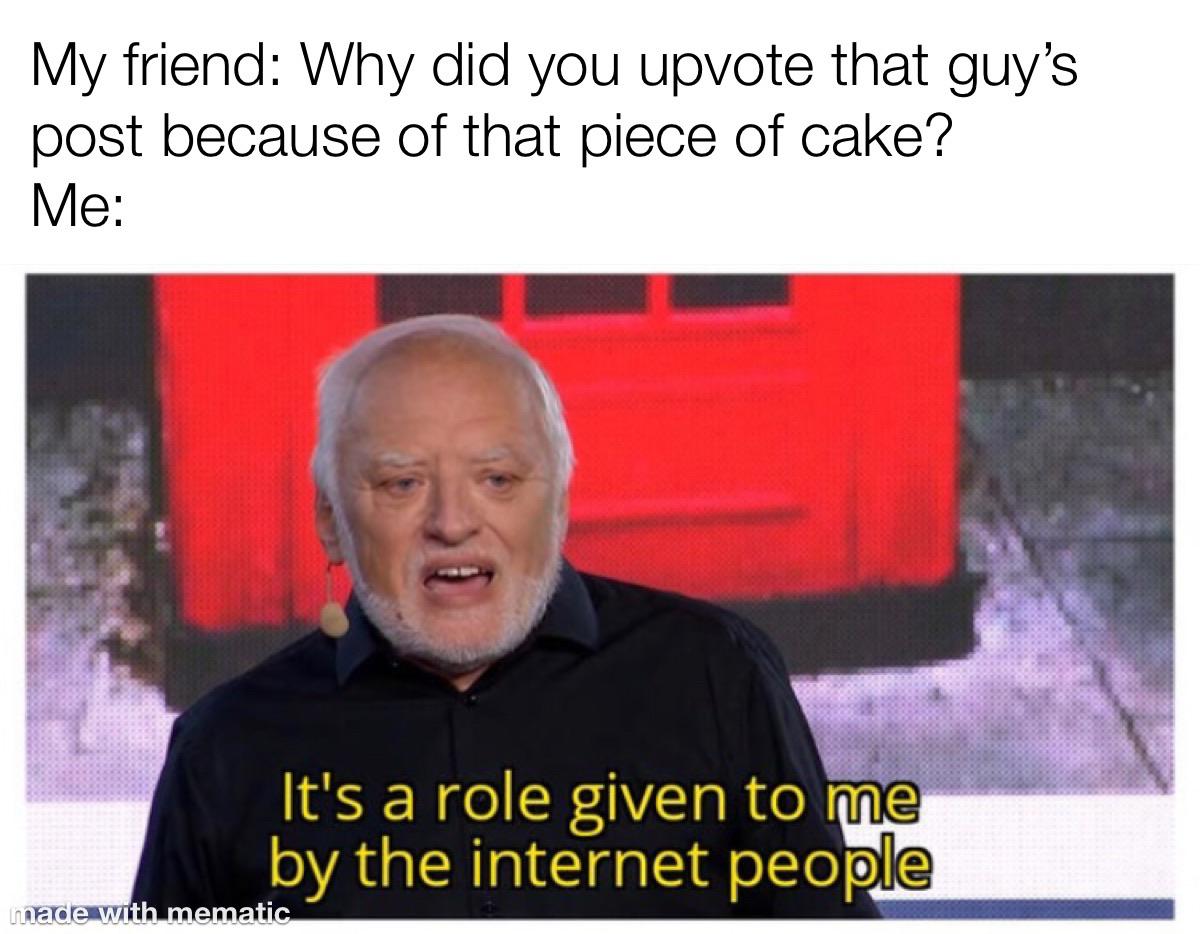 My friend: Why did you upvote that guy’s
post because of that piece of cake?
Me:
It's a role given to me
by the internet people
made with mematic